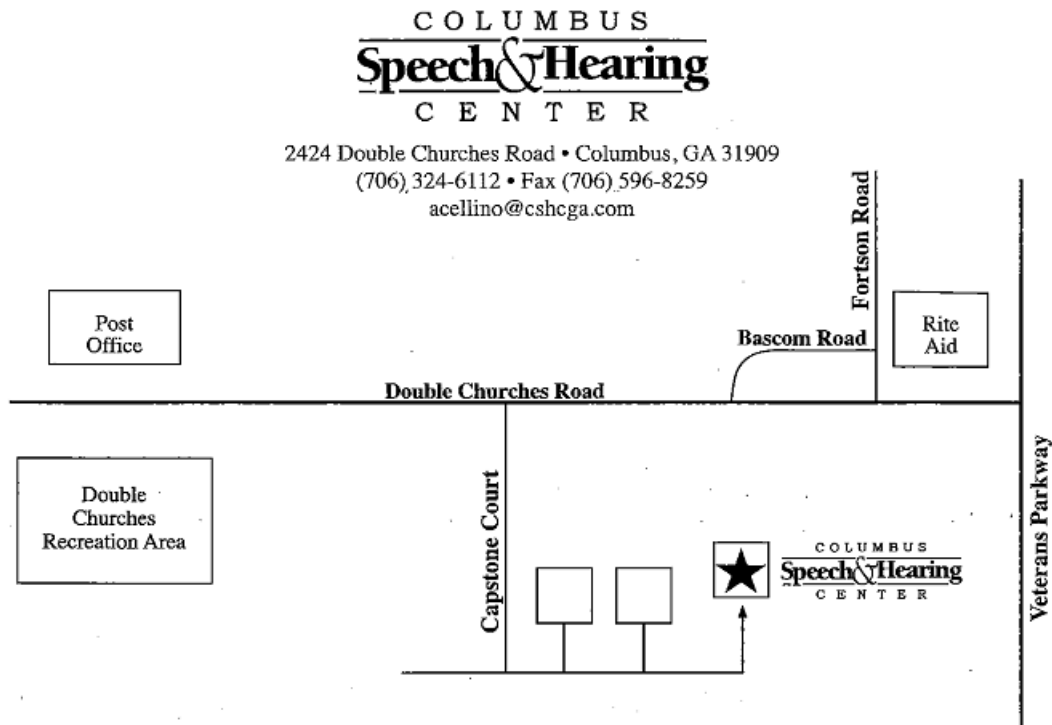 COLUMBUS
Speech & Hearing
CENTER
2424 Double Churches Road • Columbus, GA 31909
(706) 324-6112 • Fax (706) 596-8259
acellino@cshcga.com
Fortson Road
Post
Office
Rite
Aid
Bascom Road
Double Churches Road
Double
Churches
Recreation Area
Capstone Court
COLUMBUS
Speech & Hearing
CENTER
Veterans Parkway